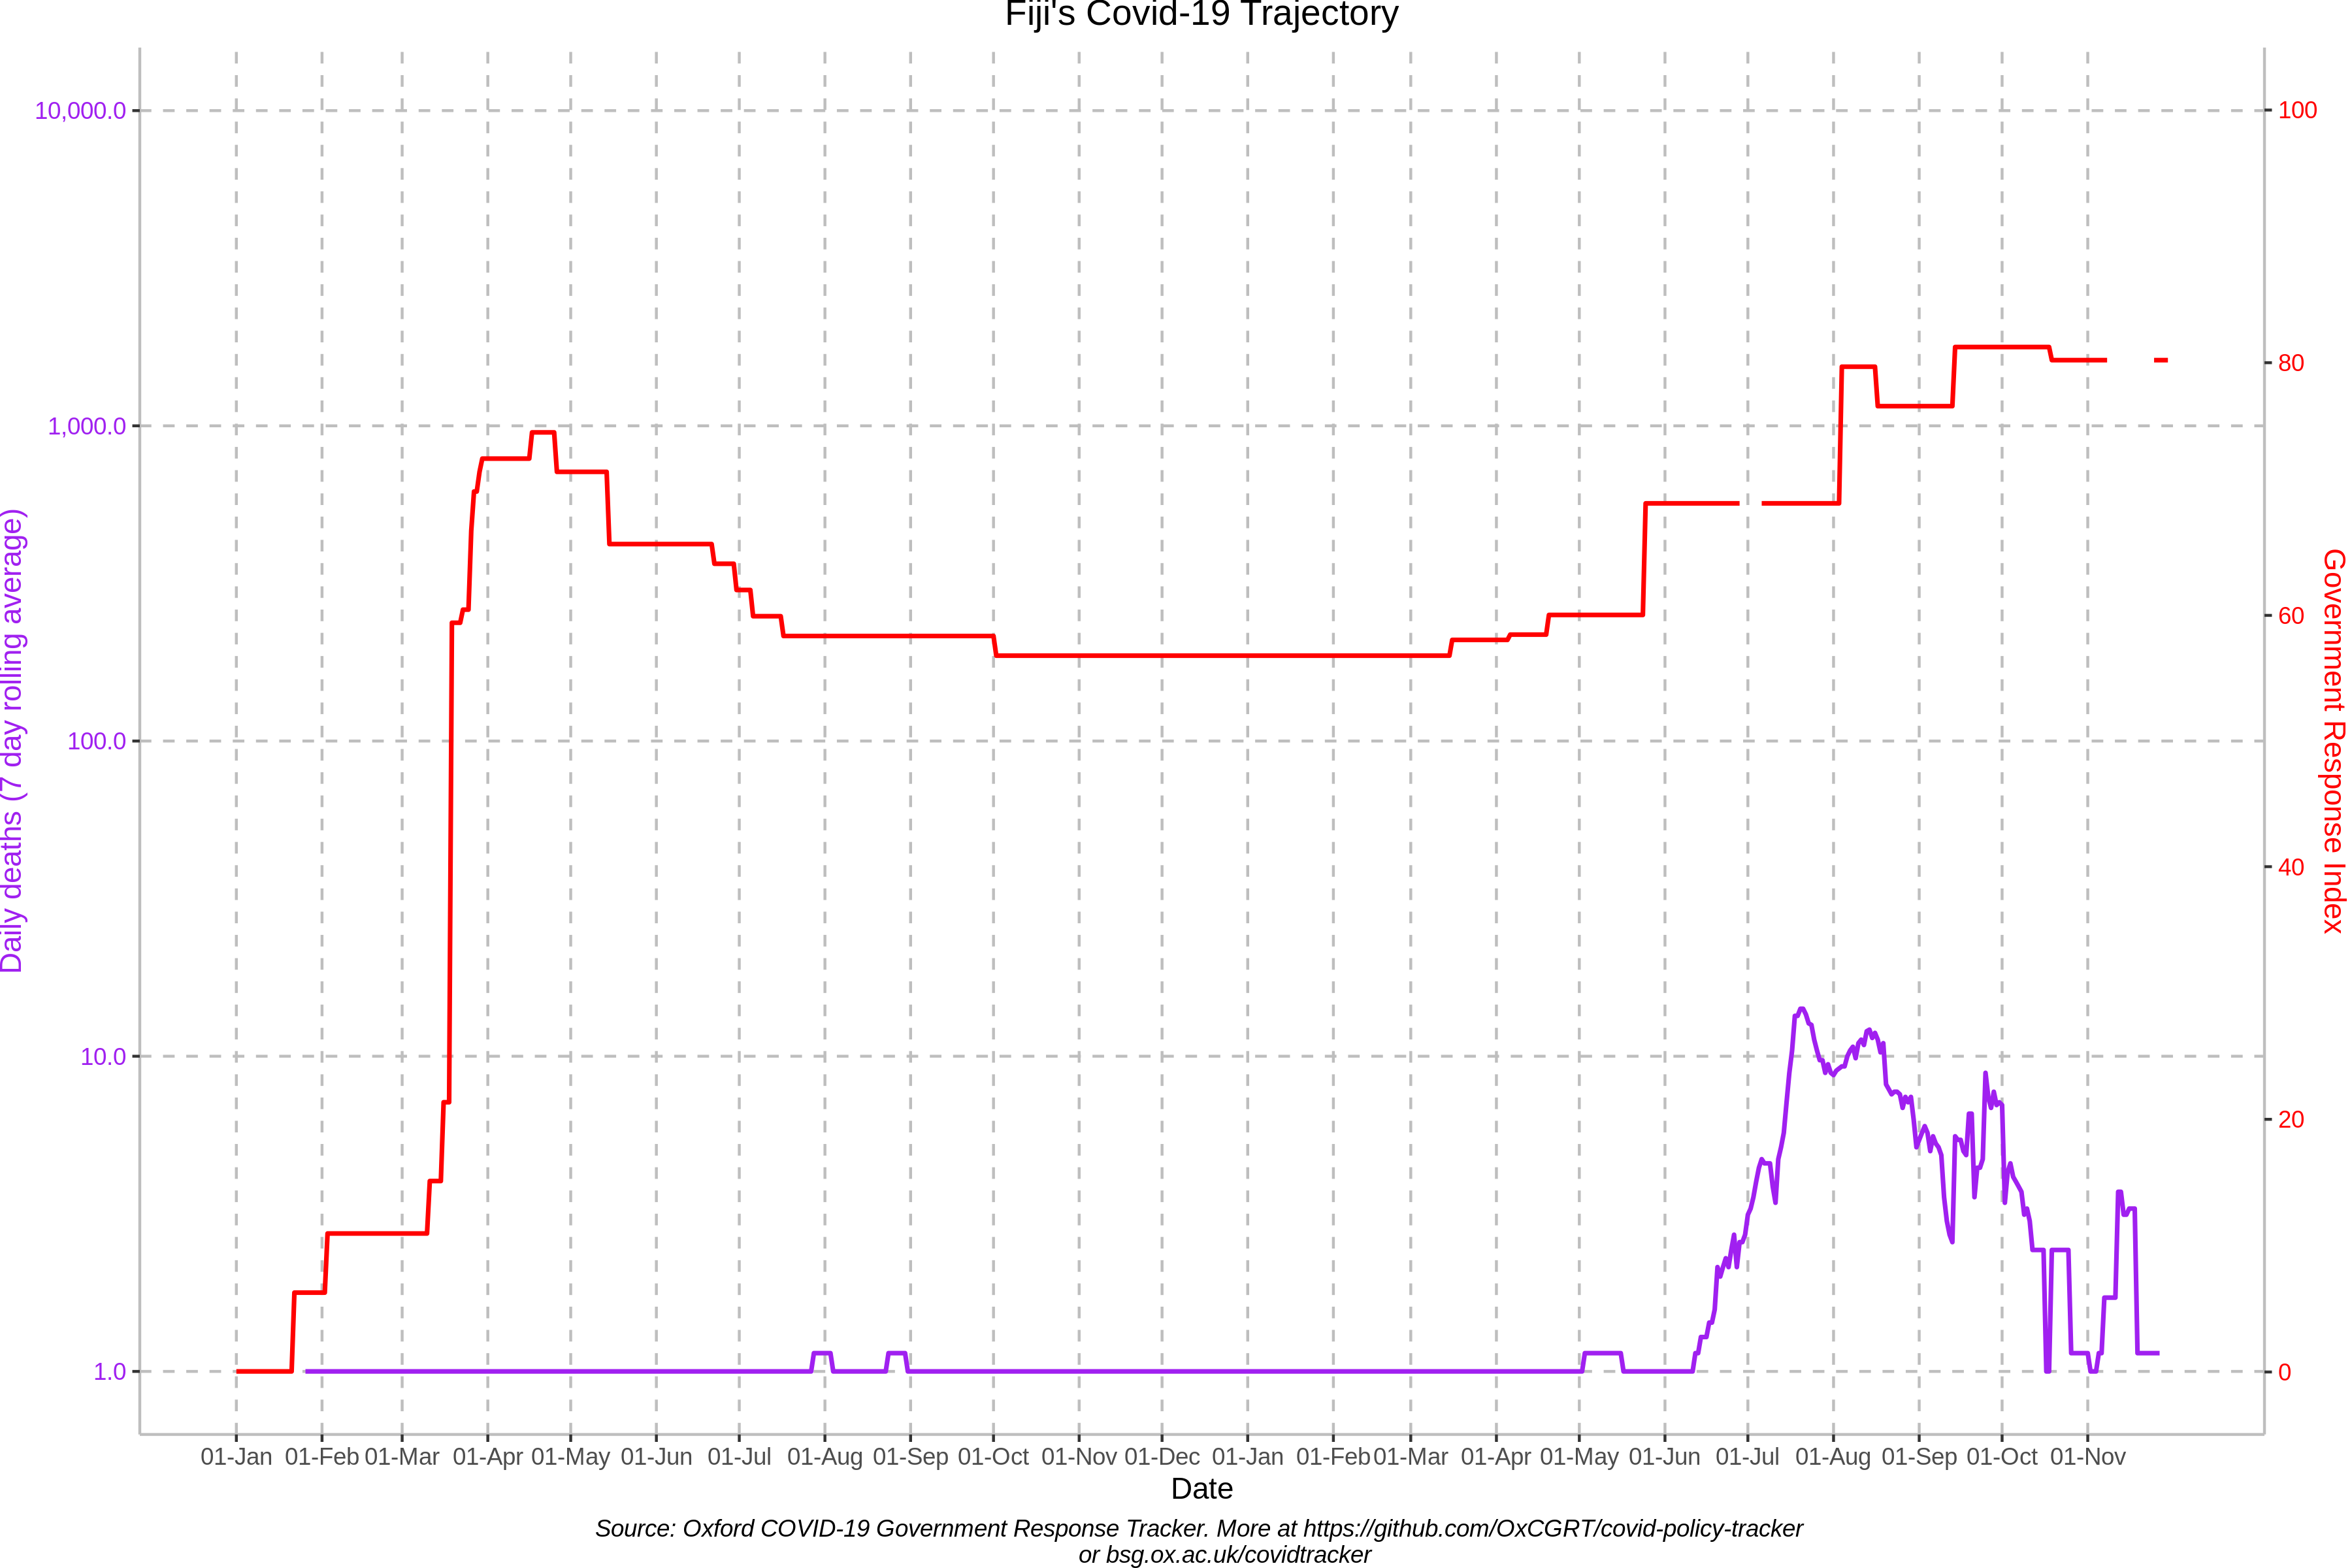 Fiji's Covid-19 Trajectory
10,000.0
1,000.0
100.0
10.0
1.0
Daily deaths (7 day rolling average)
100
80
60
40
20
0
Government Response Index
01-Jan 01-Feb 01-Mar 01-Apr 01-May 01-Jun 01-Jul 01-Aug 01-Sep 01-Oct 01-Nov 01-Dec 01-Jan 01-Feb 01-Mar 01-Apr 01-May 01-Jun 01-Jul 01-Aug 01-Sep 01-Oct 01-Nov
Date
Source: Oxford COVID-19 Government Response Tracker. More at https://github.com/OxCGRT/covid-policy-tracker
or bsg.ox.ac.uk/covidtracker